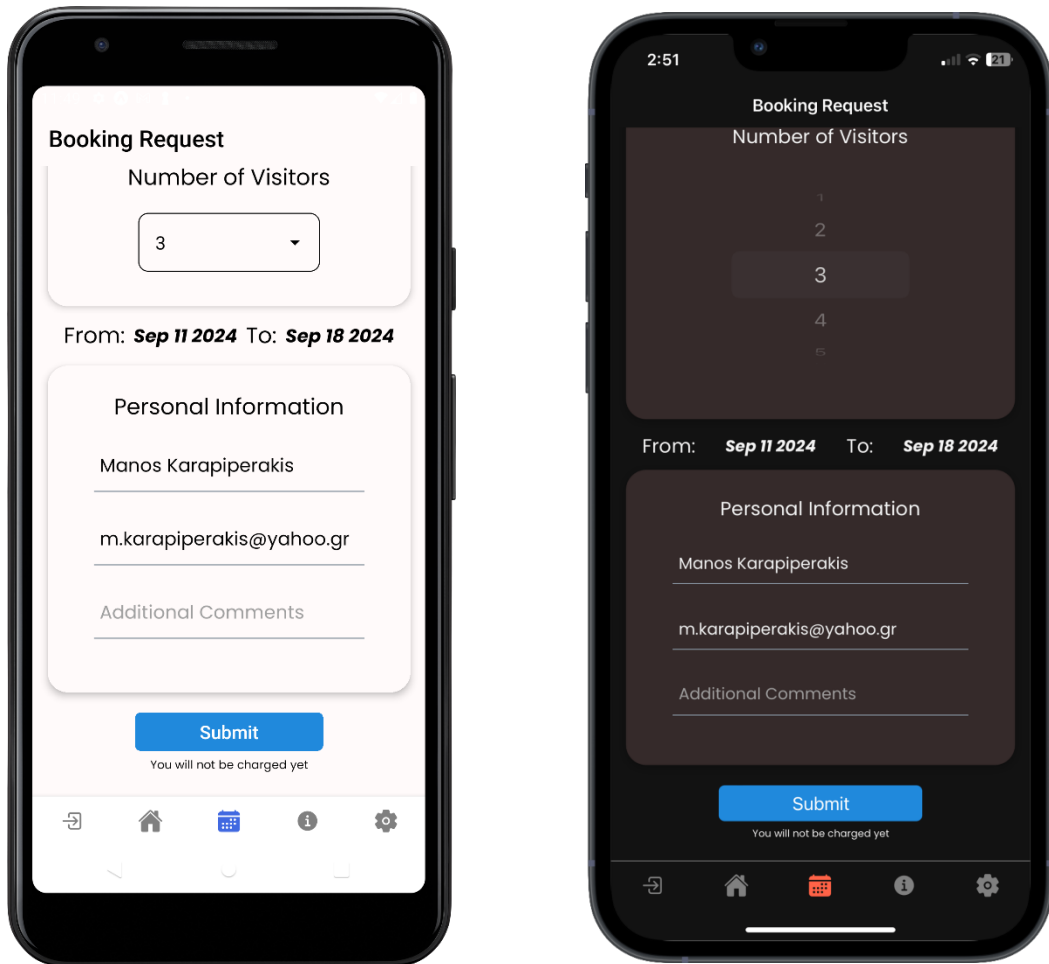 Booking Request
Number of Visitors
3
From: Sep 11 2024 To: Sep 18 2024
Personal Information
Manos Karapiperakis
m.karapiperakis@yahoo.gr
Additional Comments
Submit
You will not be charged yet
2:51
21
Booking Request
Number of Visitors
1
2
3
4
5
From: Sep 11 2024 To: Sep 18 2024
Personal Information
Manos Karapiperakis
m.karapiperakis@yahoo.gr
Additional Comments
Submit
You will not be charged yet